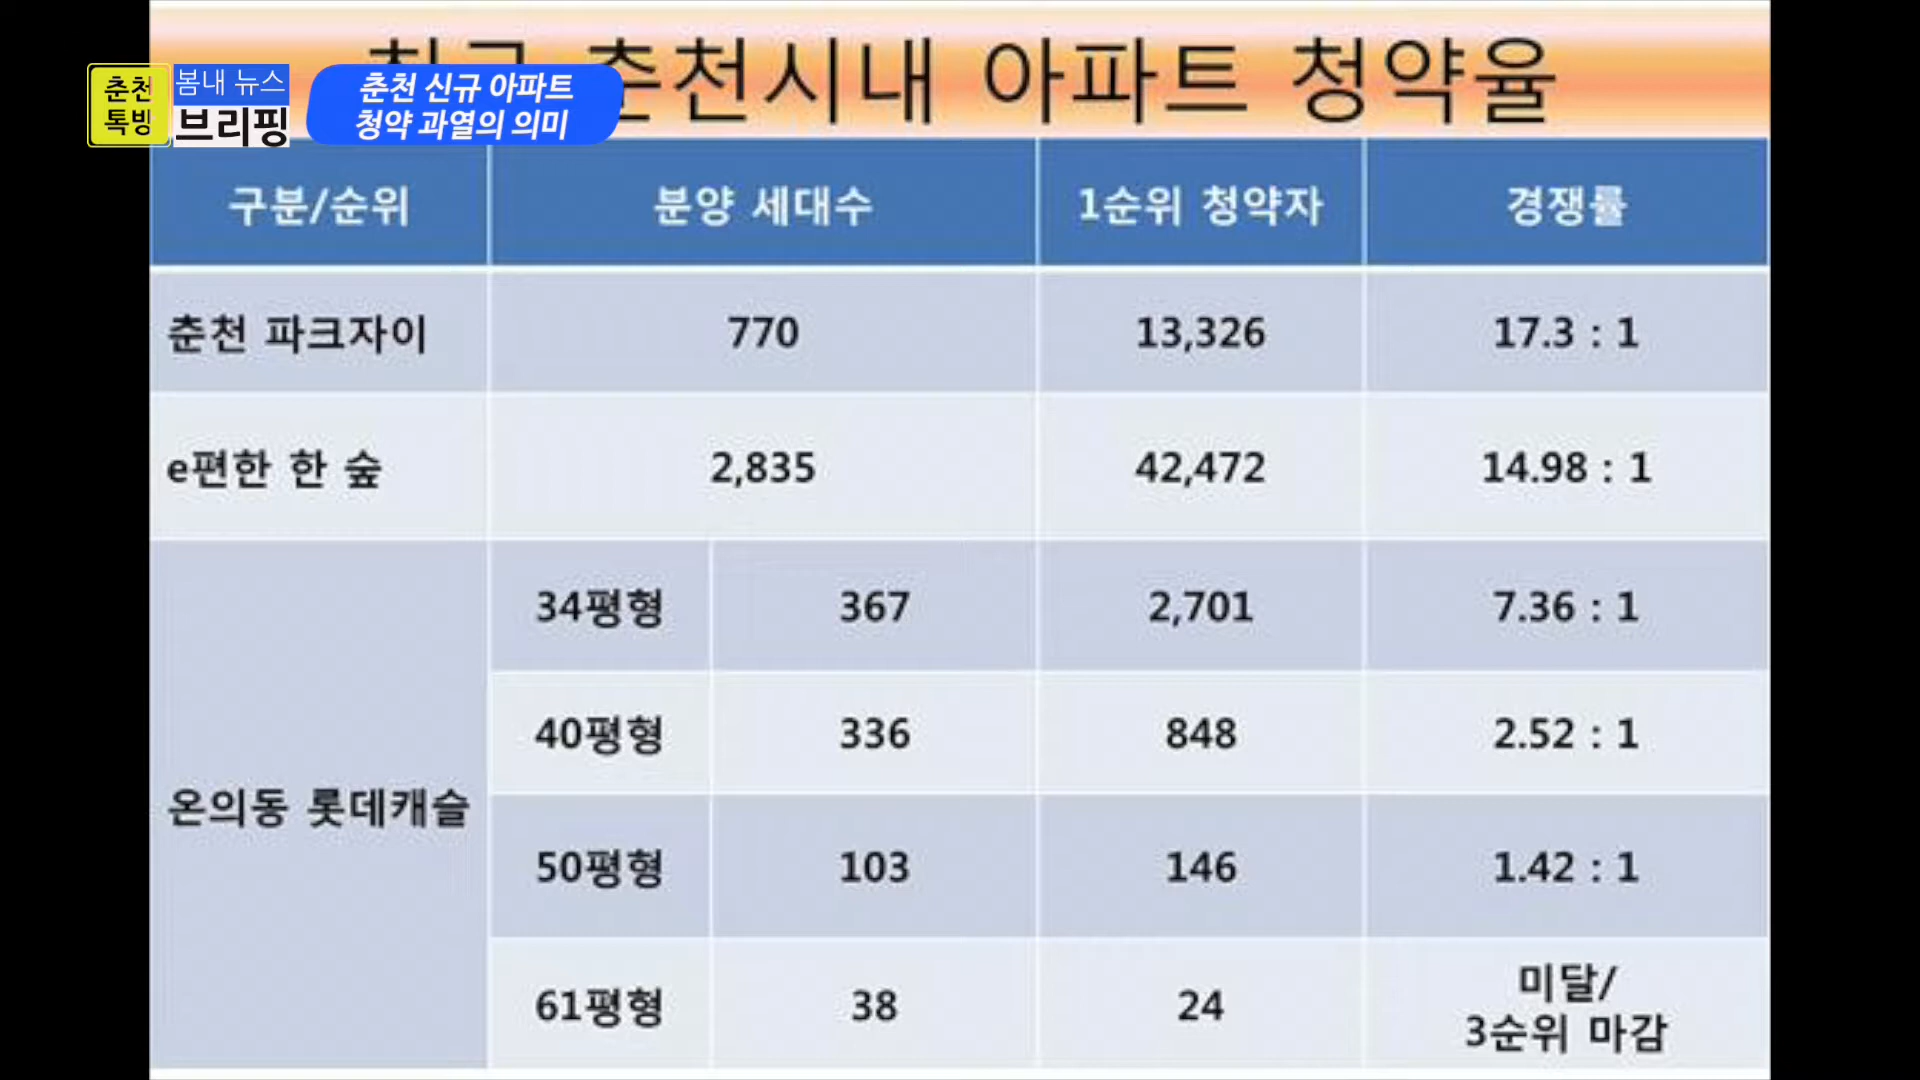 춘천
톡방
봄내 뉴스
브리핑
춘천 신규 아파트
청약 과열의 의미
춘천시내 아파트 청약율
구분/순위 분양 세대수 1순위 청약자 경쟁률
춘천 파크자이 770 13,326 17.3 : 1
e편한 한 숲 2,835 42,472 14.98 : 1
온의동 롯데캐슬
34평형 367 2,701 7.36 : 1
40평형 336 848 2.52 : 1
50평형 103 146 1.42 : 1
61평형 38 24 미달/
3순위 마감